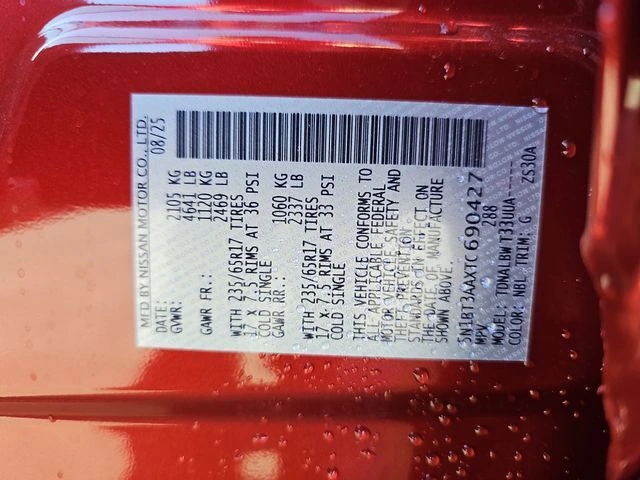 MFD BY NISSAN MOTOR CO., LTD.
DATE: 08/25
GVWR: 2105 KG
4641 LB
GAWR FR.: 1120 KG
2469 LB
WITH 235/65R17 TIRES
17 X 7.5 RIMS AT 36 PSI
COLD SINGLE
GAWR RR.: 1060 KG
2337 LB
WITH 235/65R17 TIRES
17 X 7.5 RIMS AT 33 PSI
COLD SINGLE
THIS VEHICLE CONFORMS TO
ALL APPLICABLE FEDERAL
MOTOR VEHICLE SAFETY AND
THEFT PREVENTION
STANDARDS IN EFFECT ON
THE DATE OF MANUFACTURE
SHOWN ABOVE
5N1BT3AAXTC690427
MPV 288
MODEL: TDNALBW T33UUA-----
COLOR: NBL TRIM: G ZS30A